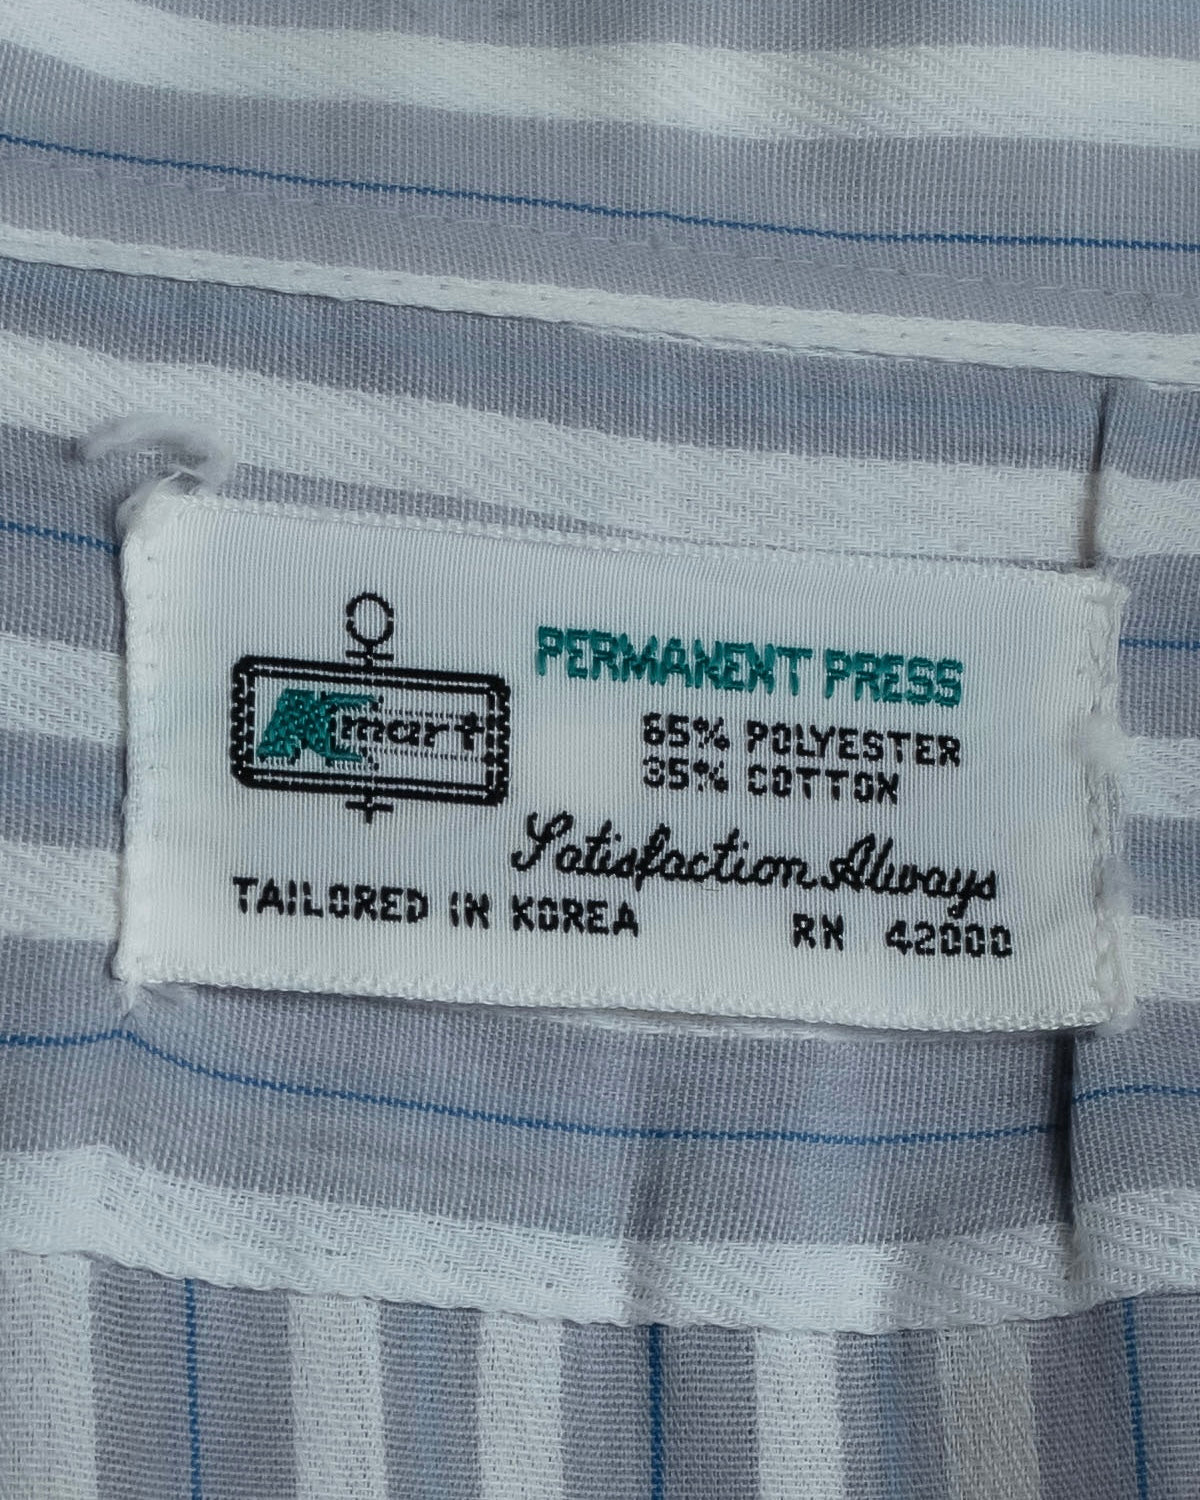 Kmart
PERMANENT PRESS
65% POLYESTER
35% COTTON
Satisfaction Always
TAILORED IN KOREA RN 42000